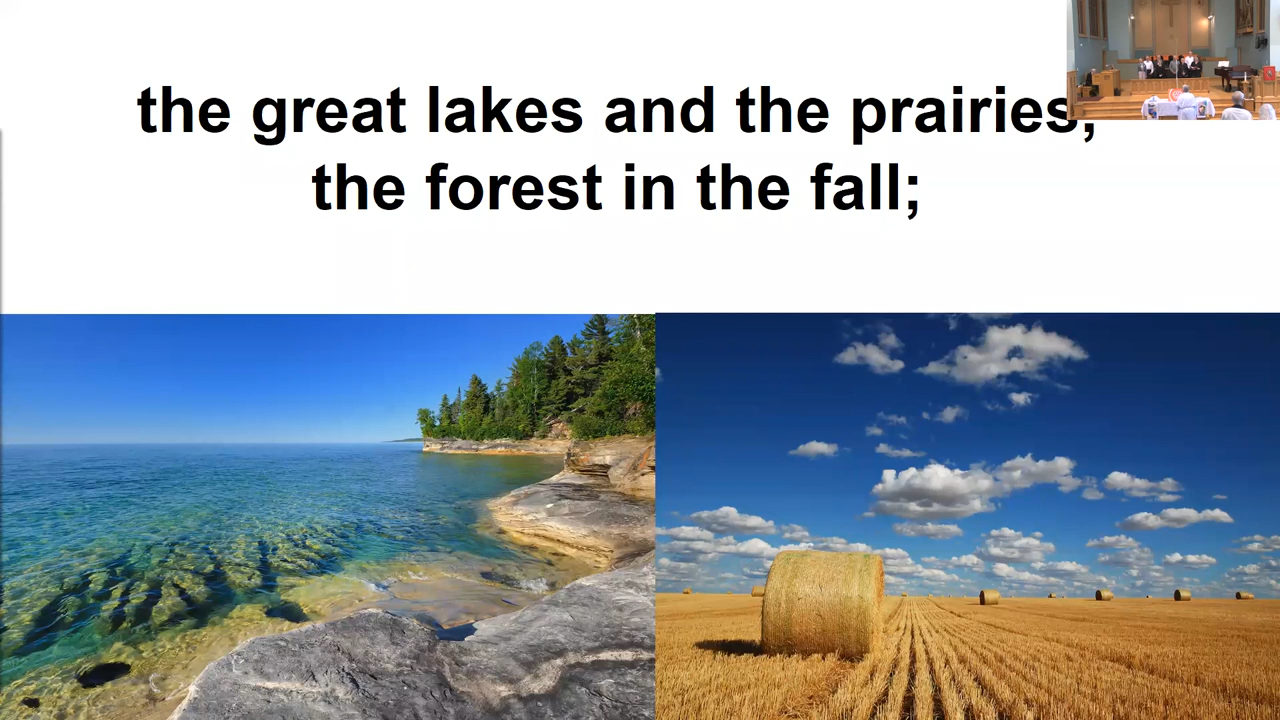 the great lakes and the prairies,
the forest in the fall;